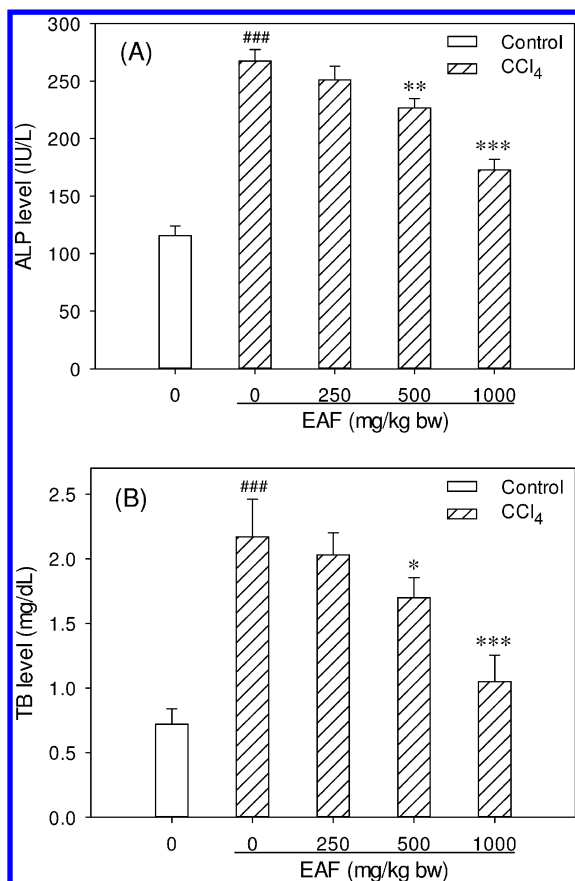 300
250
200
150
100
50
0
ALP level (IU/L)
(A)
###
**
***
Control
CCl4
0 0 250 500 1000
EAF (mg/kg bw)
2.5
2.0
1.5
1.0
0.5
0.0
TB level (mg/dL)
(B)
###
*
***
Control
CCl4
0 0 250 500 1000
EAF (mg/kg bw)